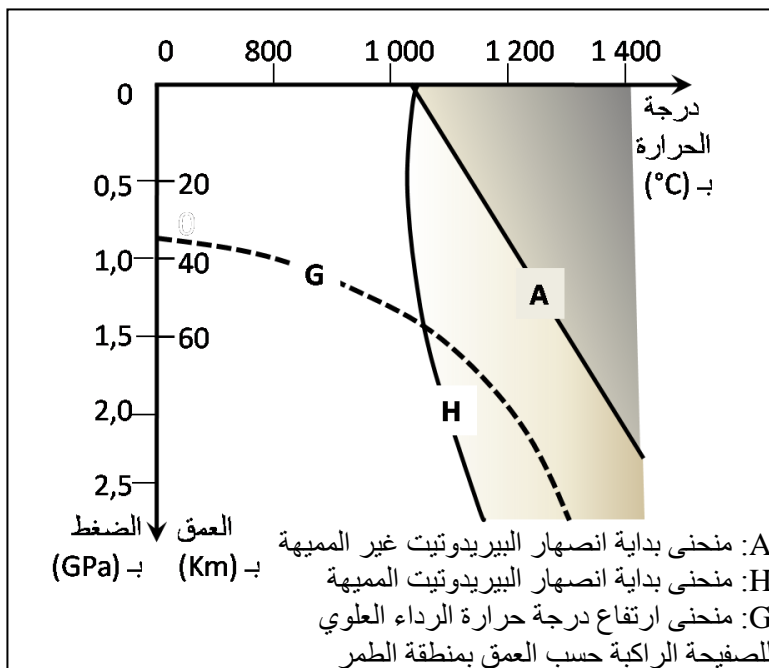 0 800 1 000 1 200 1 400
0
درجة
الحرارة
بـ (°C)
0,5 20
0
1,0 40
G
A
1,5 60
2,0
H
2,5
الضغط العمق
بـ (GPa) بـ (Km)
A: منحنى بداية انصهار البيريدوتيت غير المميهة
H: منحنى بداية انصهار البيريدوتيت المميهة
G: منحنى ارتفاع درجة حرارة الرداء العلوي
للصفيحة الراكبة حسب العمق بمنطقة الطمر